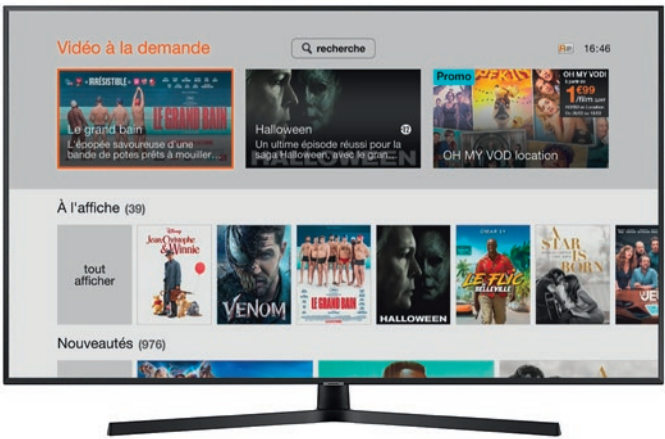 Vidéo à la demande
recherche
16:46
IRRÉSISTIBLE
LE GRAND BAIN
Le grand bain
L'épopée savoureuse d'une
bande de potes prêts à mouiller...
HALLOWEEN
Halloween
12
Un ultime épisode réussi pour la
saga Halloween, avec le gran...
Promo
OH MY VOD!
1€99
/film
OH MY VOD location
À l'affiche (39)
tout
afficher
Disney
Jean Christophe
& Winnie
VENOM
LE GRAND BAIN
HALLOWEEN
OMAR SY
LE FLIC
BELLEVILLE
A
STAR
IS
BORN
Nouveautés (976)